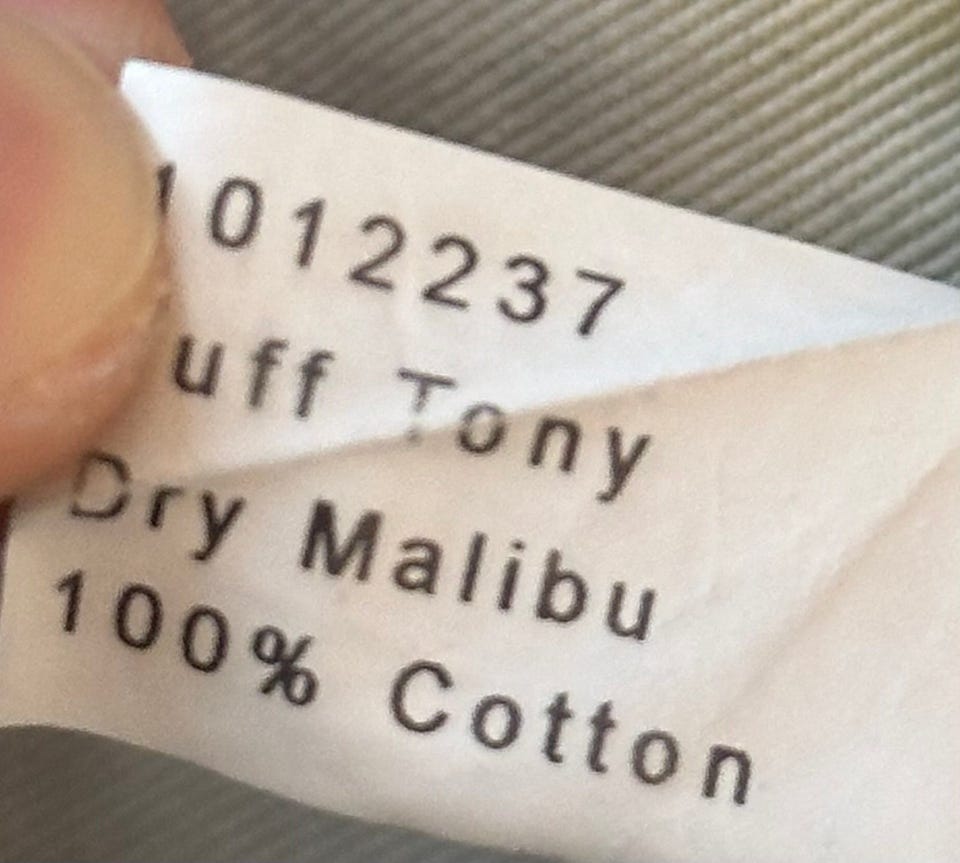 1012237
uff Tony
Dry Malibu
100% Cotton